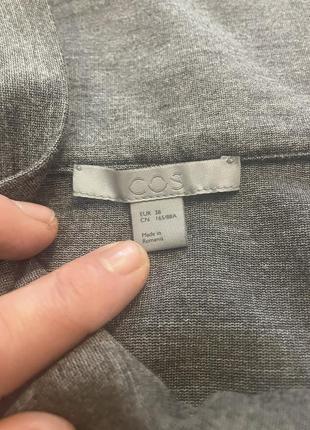 COS
EUR 38
CN 165/88A
Made in
Romania